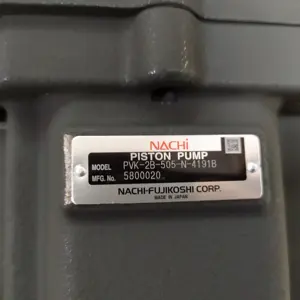 NACHi
PISTON PUMP
MODEL PVK-2B-505-N-4191B
MFG. No. 5800020
NACHI-FUJIKOSHI CORP.
MADE IN JAPAN